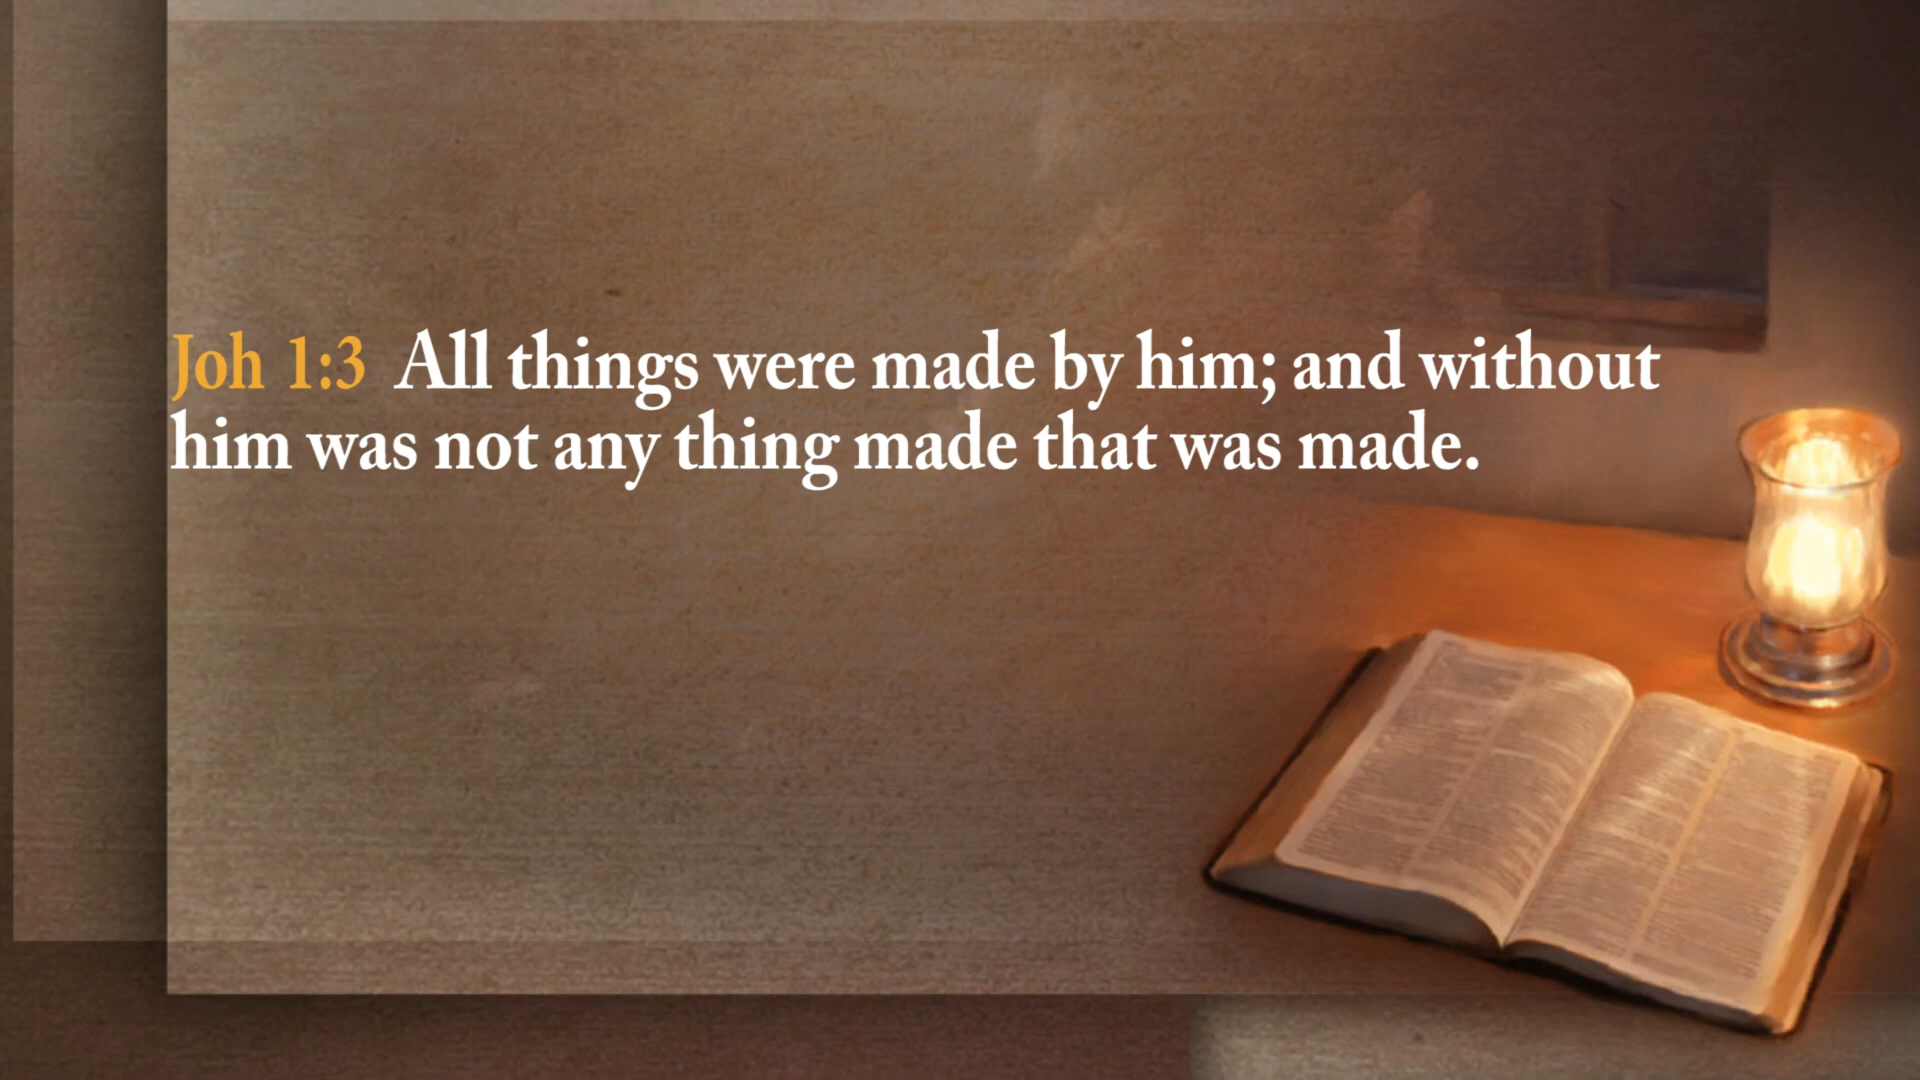 Joh 1:3 All things were made by him; and without
him was not any thing made that was made.